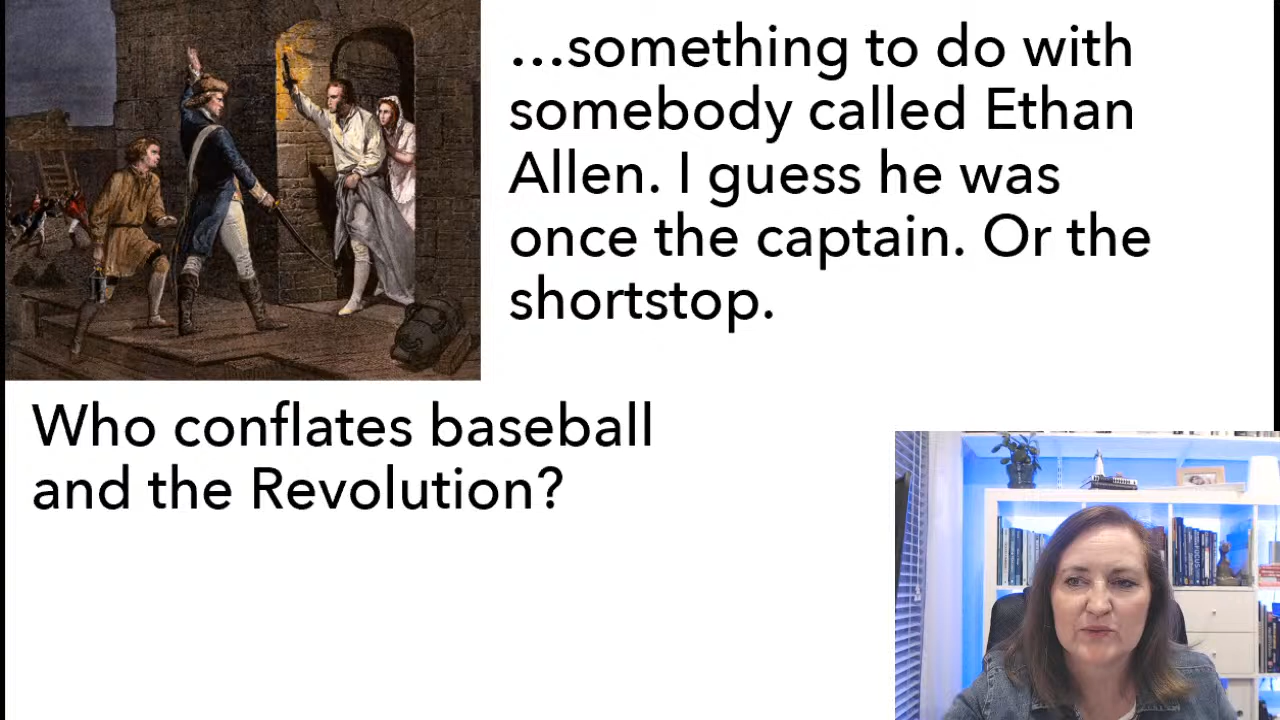 ...something to do with
somebody called Ethan
Allen. I guess he was
once the captain. Or the
shortstop.
Who conflates baseball
and the Revolution?